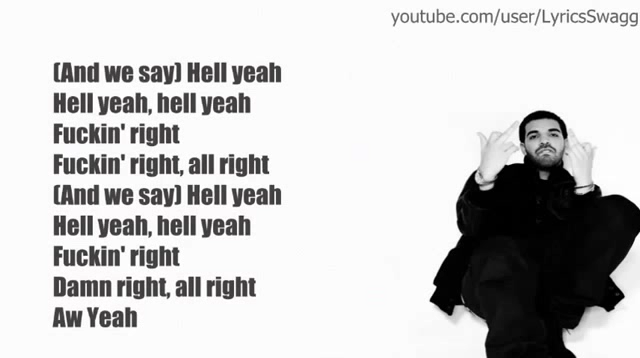 youtube.com/user/LyricsSwagg
(And we say) Hell yeah
Hell yeah, hell yeah
Fuckin' right
Fuckin' right, all right
(And we say) Hell yeah
Hell yeah, hell yeah
Fuckin' right
Damn right, all right
Aw Yeah